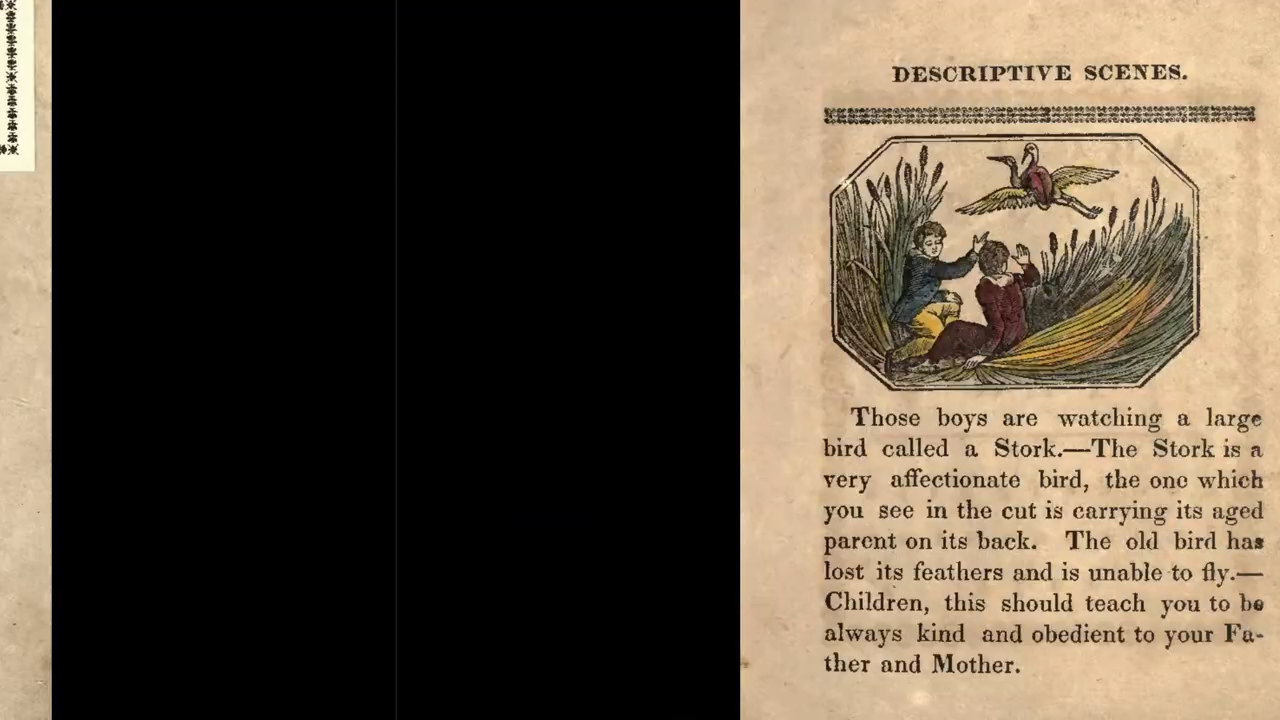 DESCRIPTIVE SCENES.
Those boys are watching a large
bird called a Stork.—The Stork is a
very affectionate bird, the one which
you see in the cut is carrying its aged
parent on its back. The old bird has
lost its feathers and is unable to fly.—
Children, this should teach you to be
always kind and obedient to your Fa-
ther and Mother.